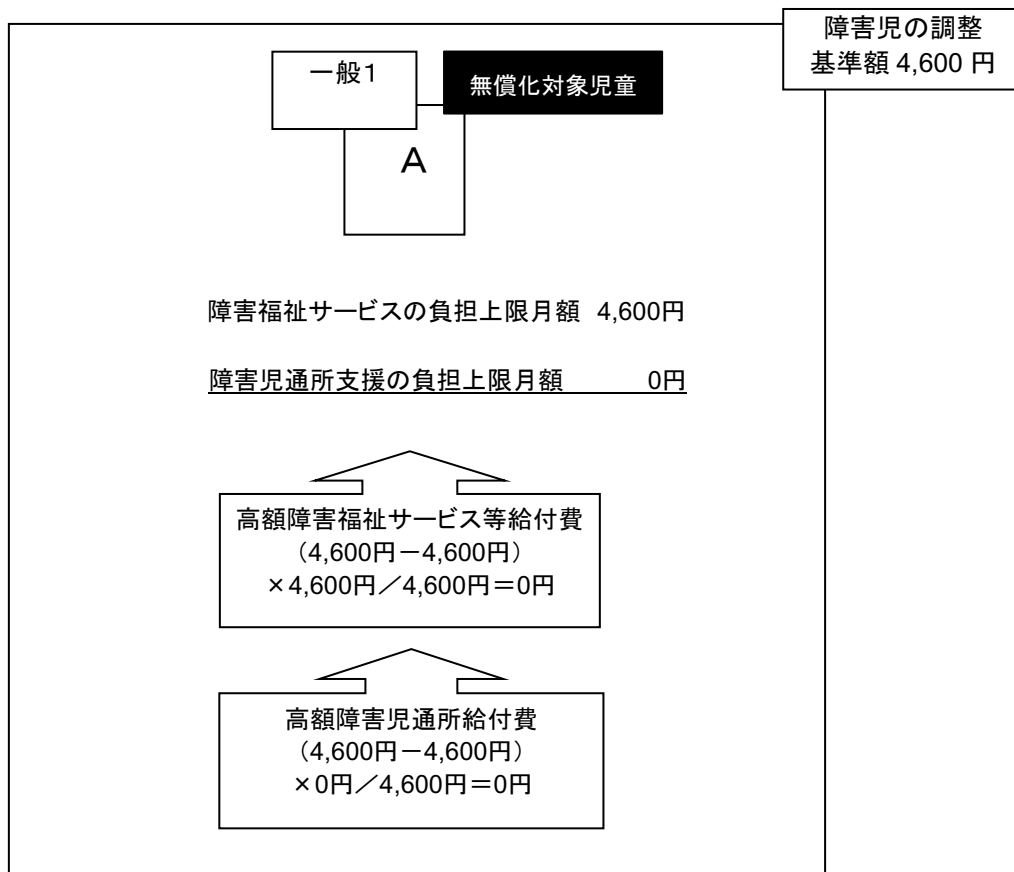 障害児の調整
基準額 4,600 円
一般1
無償化対象児童
A
障害福祉サービスの負担上限月額 4,600円
障害児通所支援の負担上限月額 0円
高額障害福祉サービス等給付費
（4,600円－4,600円）
×4,600円／4,600円＝0円
高額障害児通所給付費
（4,600円－4,600円）
×0円／4,600円＝0円